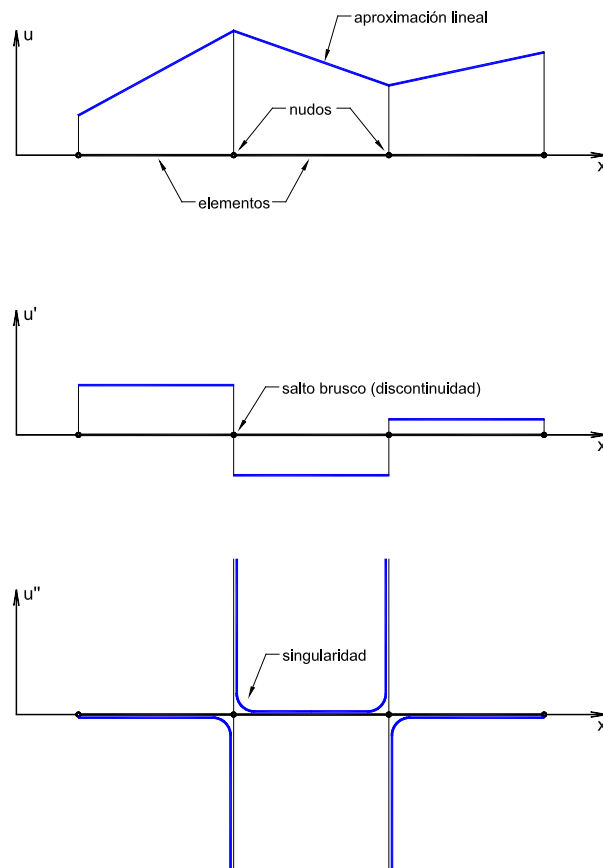 aproximación lineal
u
nudos
x
elementos
u'
salto brusco (discontinuidad)
x
u"
singularidad
x